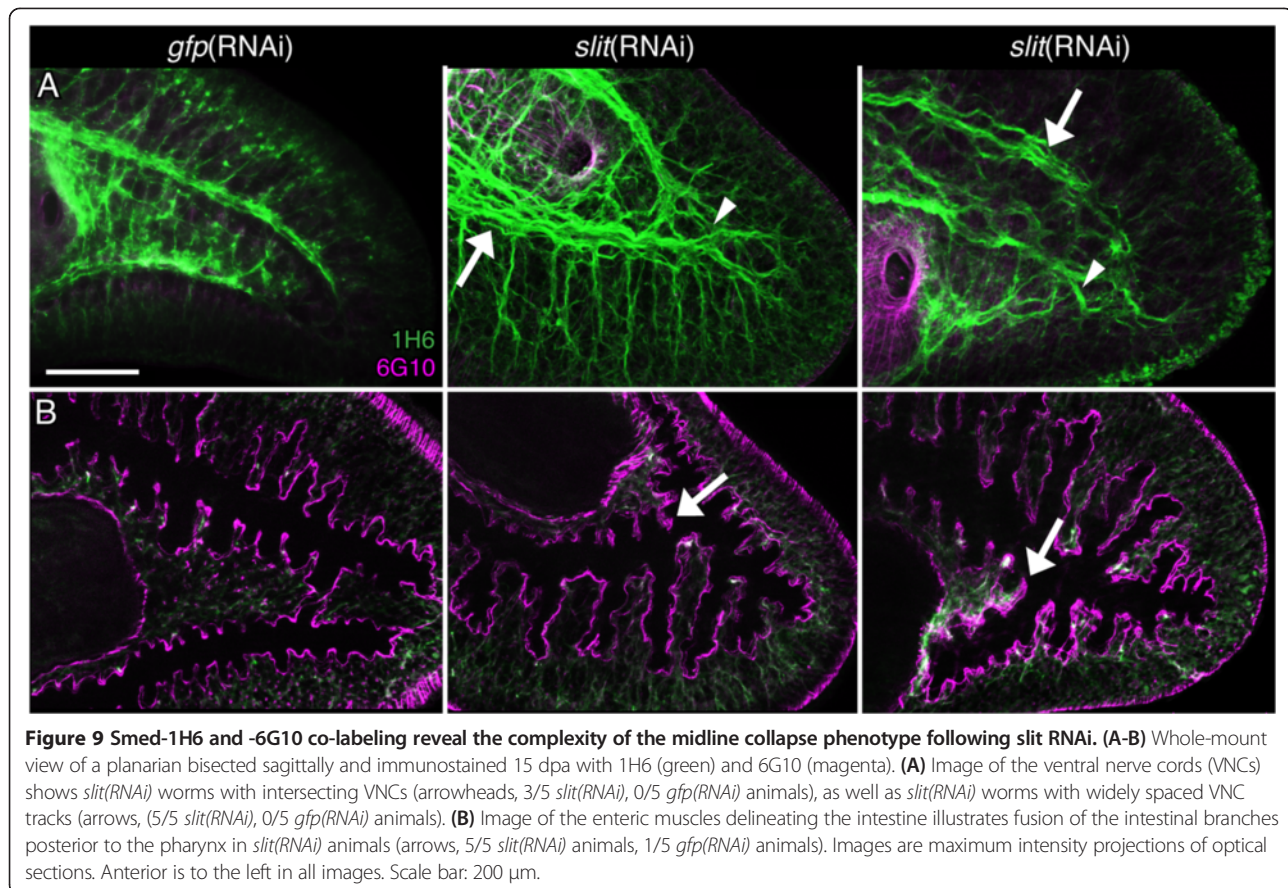 gfp(RNAi) slit(RNAi) slit(RNAi)
A
1H6
6G10
B
Figure 9 Smed-1H6 and -6G10 co-labeling reveal the complexity of the midline collapse phenotype following slit RNAi. (A-B) Whole-mount
view of a planarian bisected sagittally and immunostained 15 dpa with 1H6 (green) and 6G10 (magenta). (A) Image of the ventral nerve cords (VNCs)
shows slit(RNAi) worms with intersecting VNCs (arrowheads, 3/5 slit(RNAi), 0/5 gfp(RNAi) animals), as well as slit(RNAi) worms with widely spaced VNC
tracks (arrows, (5/5 slit(RNAi), 0/5 gfp(RNAi) animals). (B) Image of the enteric muscles delineating the intestine illustrates fusion of the intestinal branches
posterior to the pharynx in slit(RNAi) animals (arrows, 5/5 slit(RNAi) animals, 1/5 gfp(RNAi) animals). Images are maximum intensity projections of optical
sections. Anterior is to the left in all images. Scale bar: 200 μm.